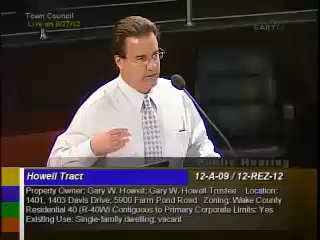 Town Council
Live on 9/27/12
CARY
Public Hearing
Howell Tract 12-A-09 / 12-REZ-12
Property Owner: Gary W. Howell; Gary W. Howell Trustee Location:
1401, 1403 Davis Drive; 5900 Farm Pond Road Zoning: Wake County
Residential 40 (R-40W) Contiguous to Primary Corporate Limits: Yes
Existing Use: Single-family dwelling; vacant